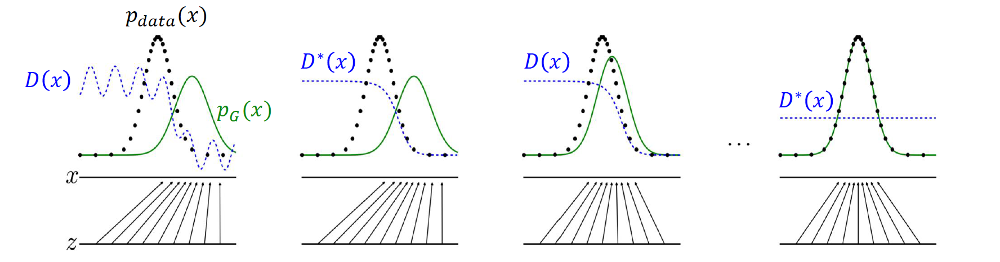 p_data(x)
D(x)
p_G(x)
D*(x)
D(x)
...
D*(x)
x
z